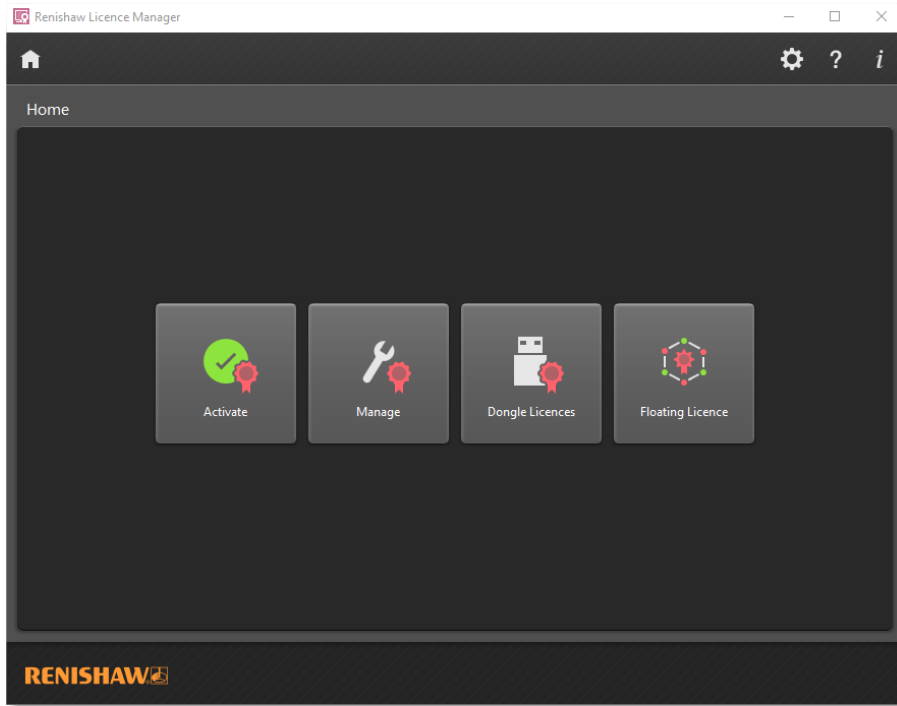 Renishaw Licence Manager
?
i
Home
Activate
Manage
Dongle Licences
Floating Licence
RENISHAW